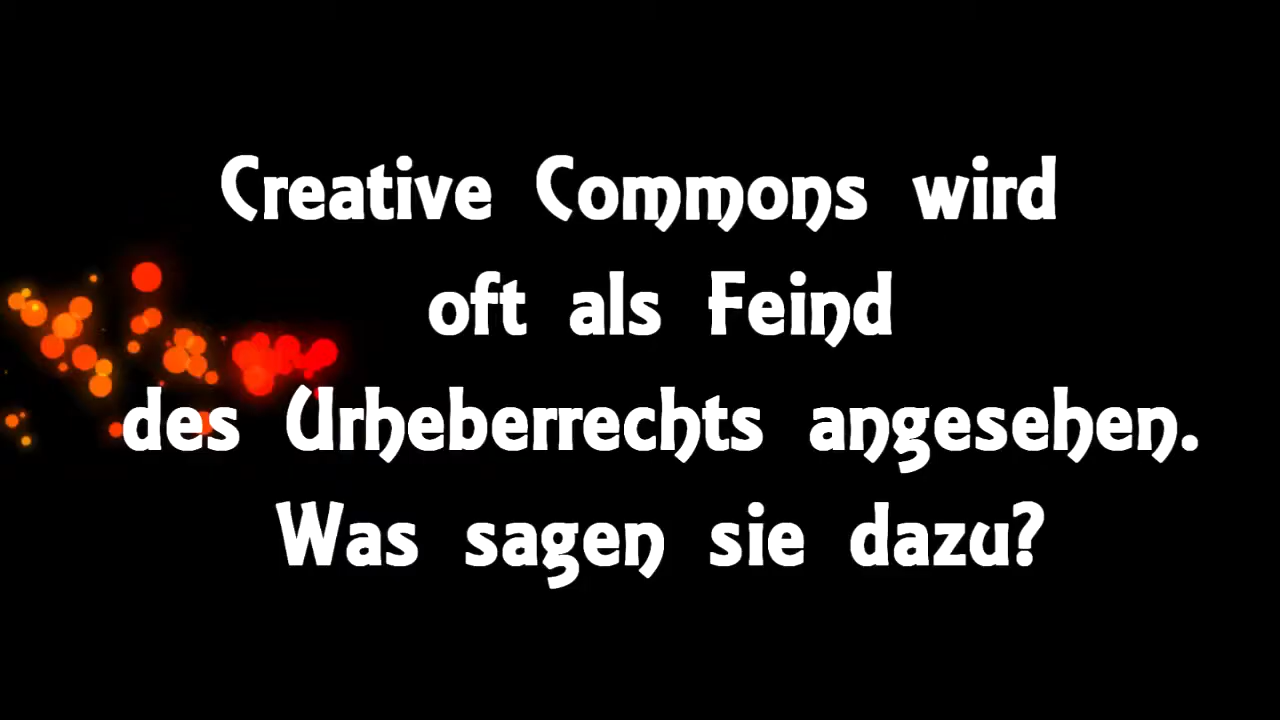 Creative Commons wird
oft als Feind
des Urheberrechts angesehen.
Was sagen sie dazu?